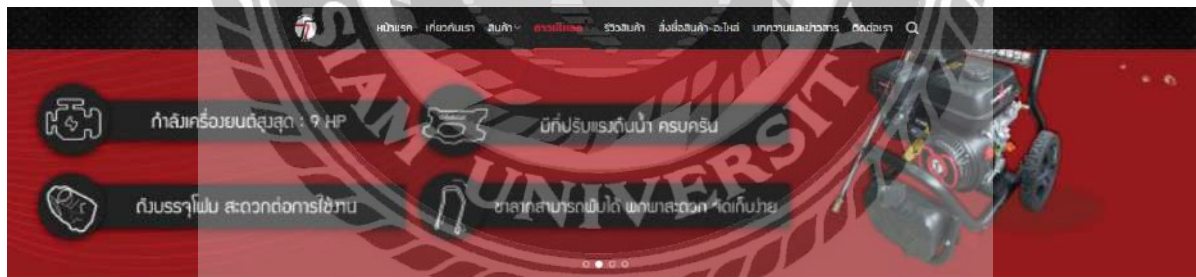 หน้าแรก เกี่ยวกับเรา สินค้า ดาวน์โหลด รีวิวสินค้า สั่งซื้อสินค้า-อะไหล่ บทความและข่าวสาร ติดต่อเรา
กำลังเครื่องยนต์สูงสุด : 9 HP
มีที่ปรับแรงดันน้ำ ครบครัน
ถังบรรจุโฟม สะดวกต่อการใช้งาน
ขาลากสามารถพับได้ พกพาสะดวก จัดเก็บง่าย
SIAM UNIVERSITY